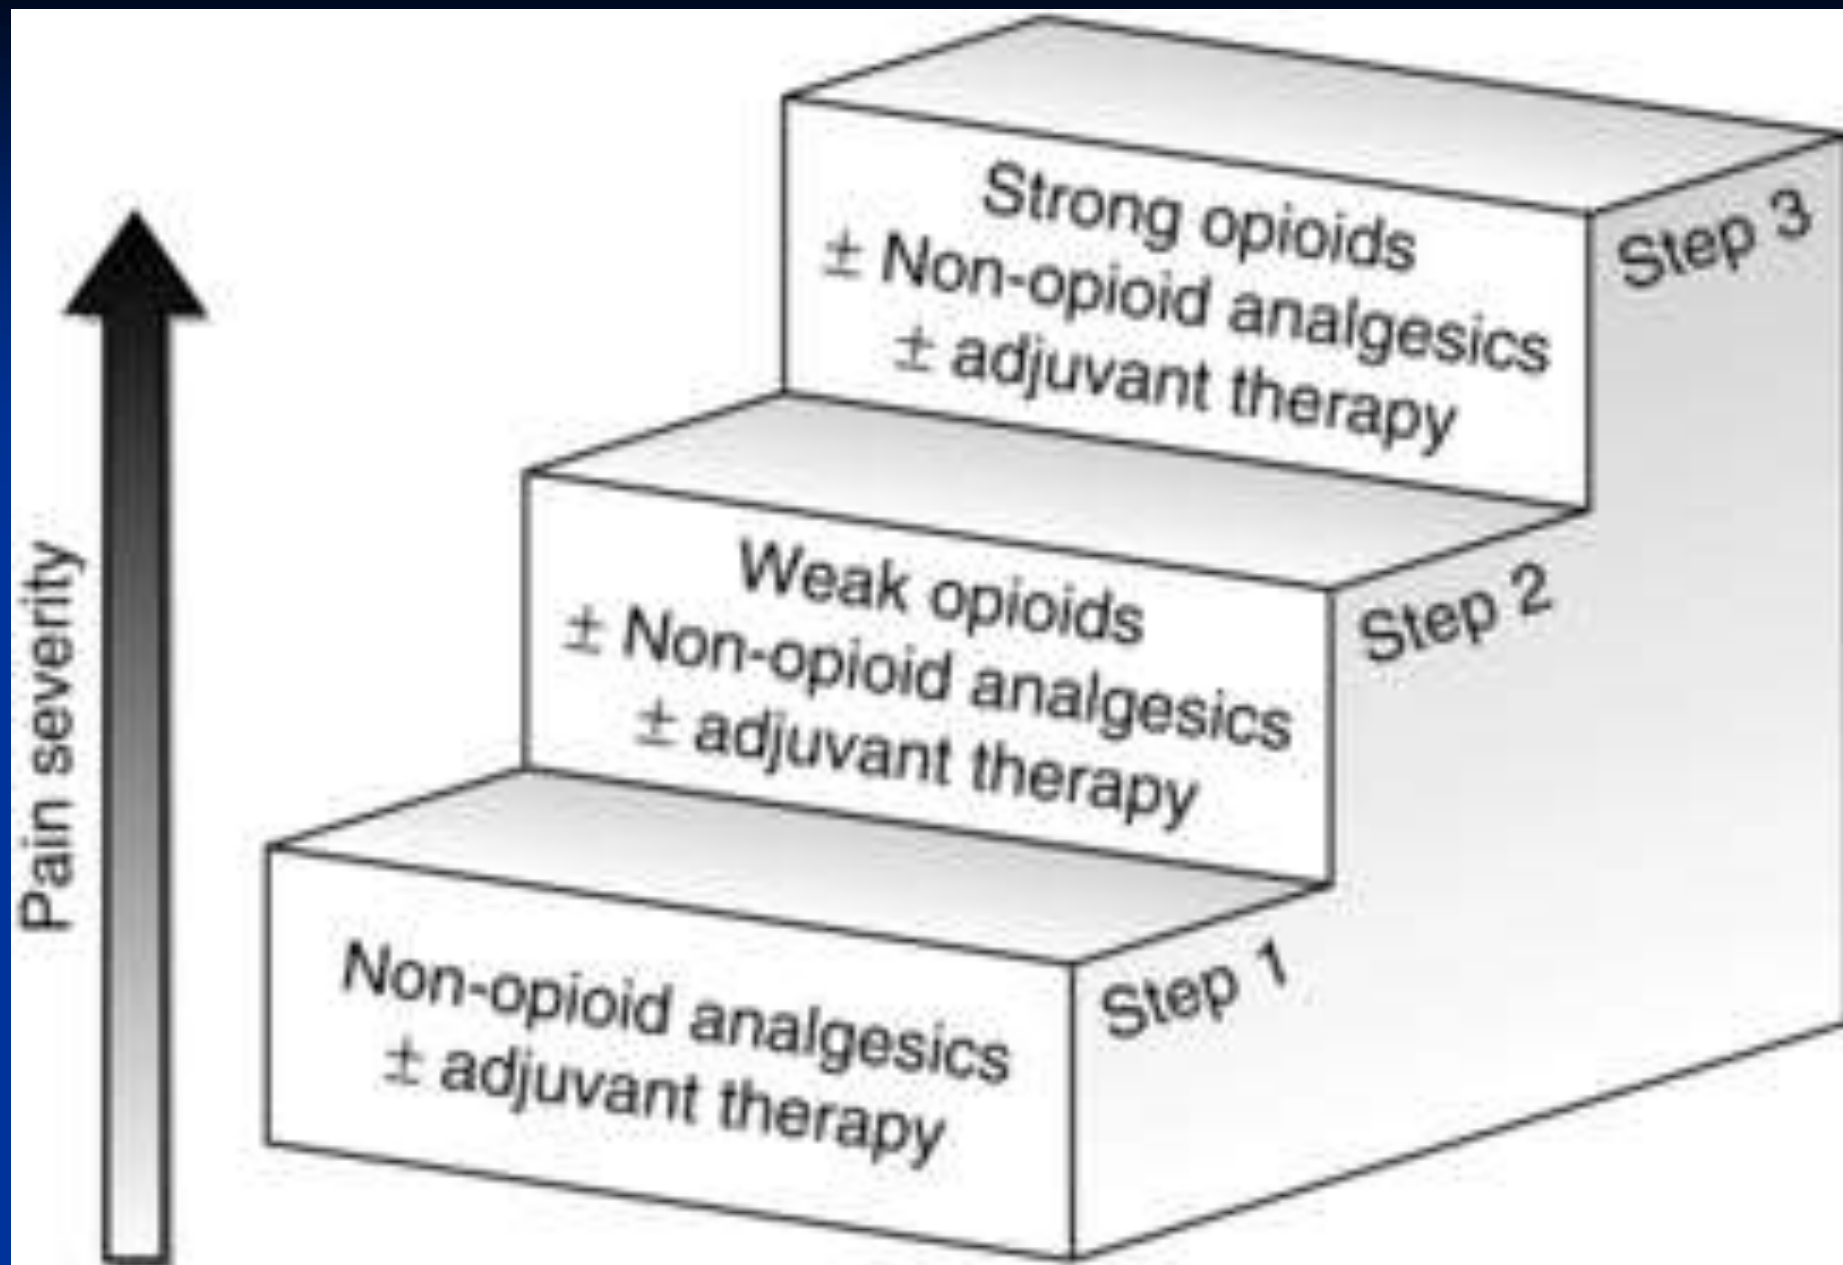 Strong opioids
± Non-opioid analgesics
± adjuvant therapy
Step 3
Weak opioids
± Non-opioid analgesics
± adjuvant therapy
Step 2
Non-opioid analgesics
± adjuvant therapy
Step 1
Pain severity